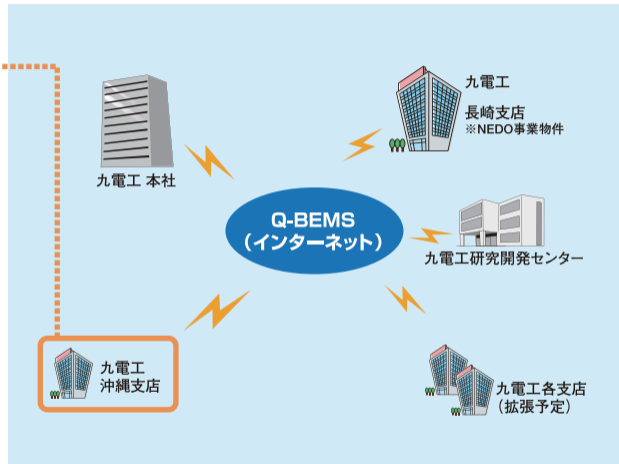 九電工 本社
九電工
長崎支店
※NEDO事業物件
Q-BEMS
（インターネット）
九電工研究開発センター
九電工
沖縄支店
九電工各支店
（拡張予定）